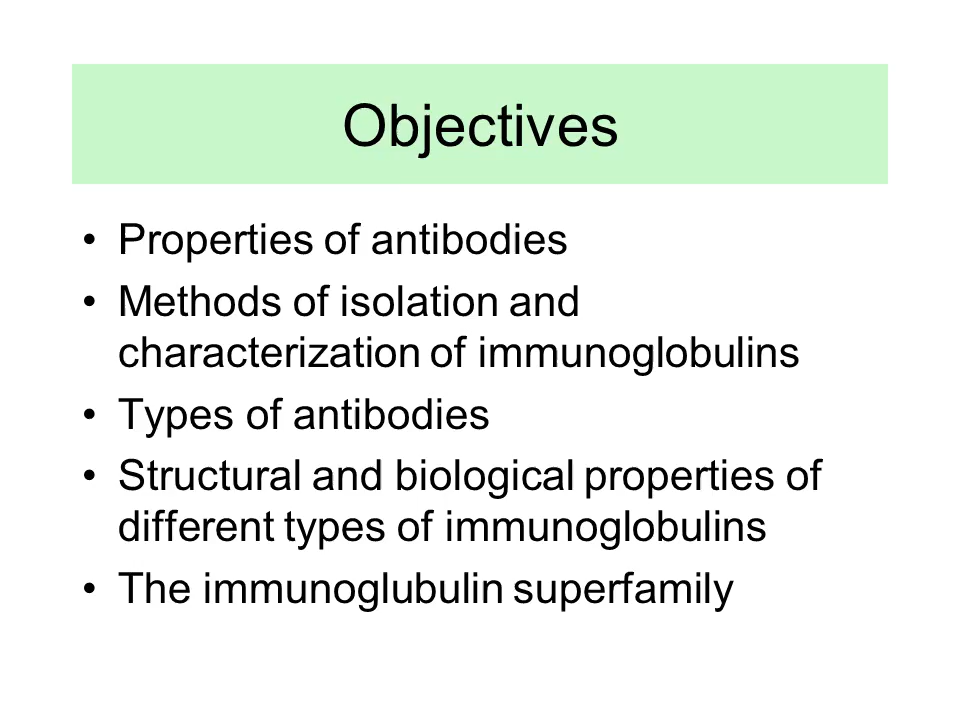 Objectives
• Properties of antibodies
• Methods of isolation and
characterization of immunoglobulins
• Types of antibodies
• Structural and biological properties of
different types of immunoglobulins
• The immunoglubulin superfamily